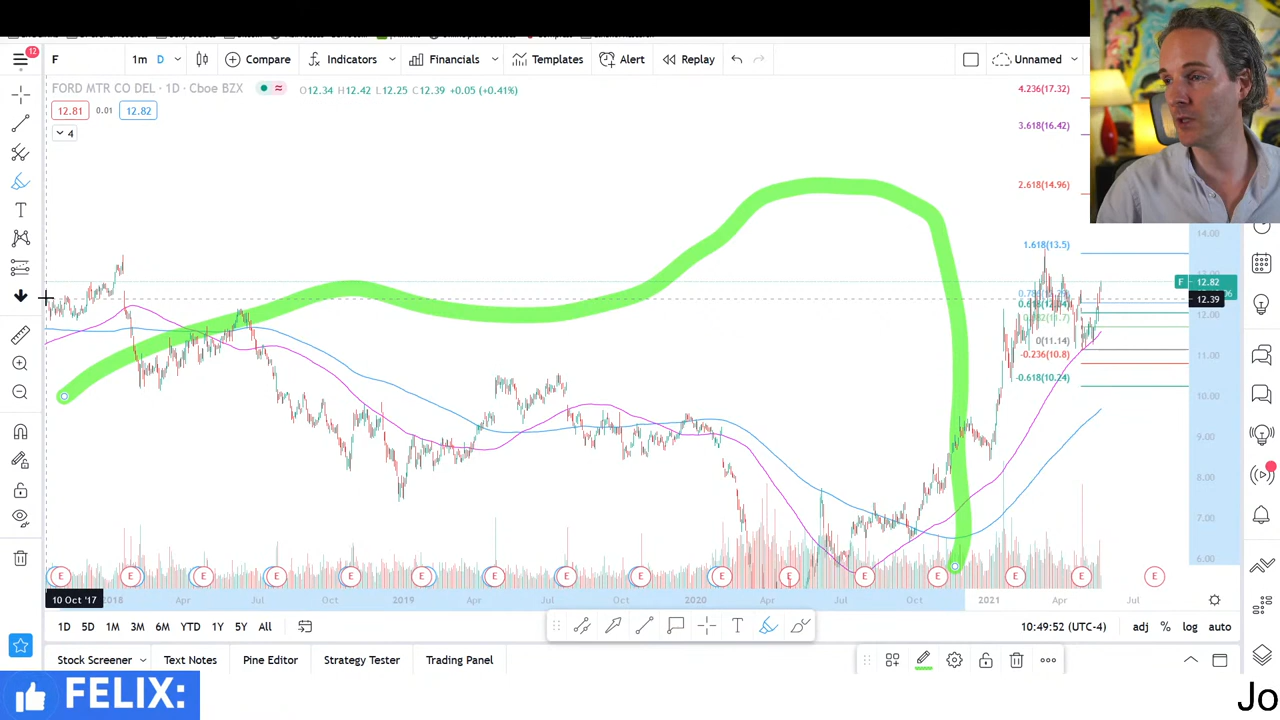 12
F
1m D
Compare
Indicators
Financials
Templates
Alert
Replay
Unnamed
FORD MTR CO DEL · 1D · Cboe BZX
O12.34 H12.42 L12.25 C12.39 +0.05 (+0.41%)
12.81 0.01 12.82
4
4.236(17.32)
3.618(16.42)
2.618(14.96)
1.618(13.5)
0(11.14)
-0.236(10.8)
-0.618(10.24)
14.00
F 12.82
12.39
12.00
11.00
10.00
9.00
8.00
7.00
6.00
E E E E E E E E E E E E E E E E
10 Oct '17 2018 Apr Jul Oct 2019 Apr Jul Oct 2020 Apr Jul Oct 2021 Apr Jul
1D 5D 1M 3M 6M YTD 1Y 5Y All
10:49:52 (UTC-4) adj % log auto
Stock Screener
Text Notes
Pine Editor
Strategy Tester
Trading Panel
FELIX:
Jo